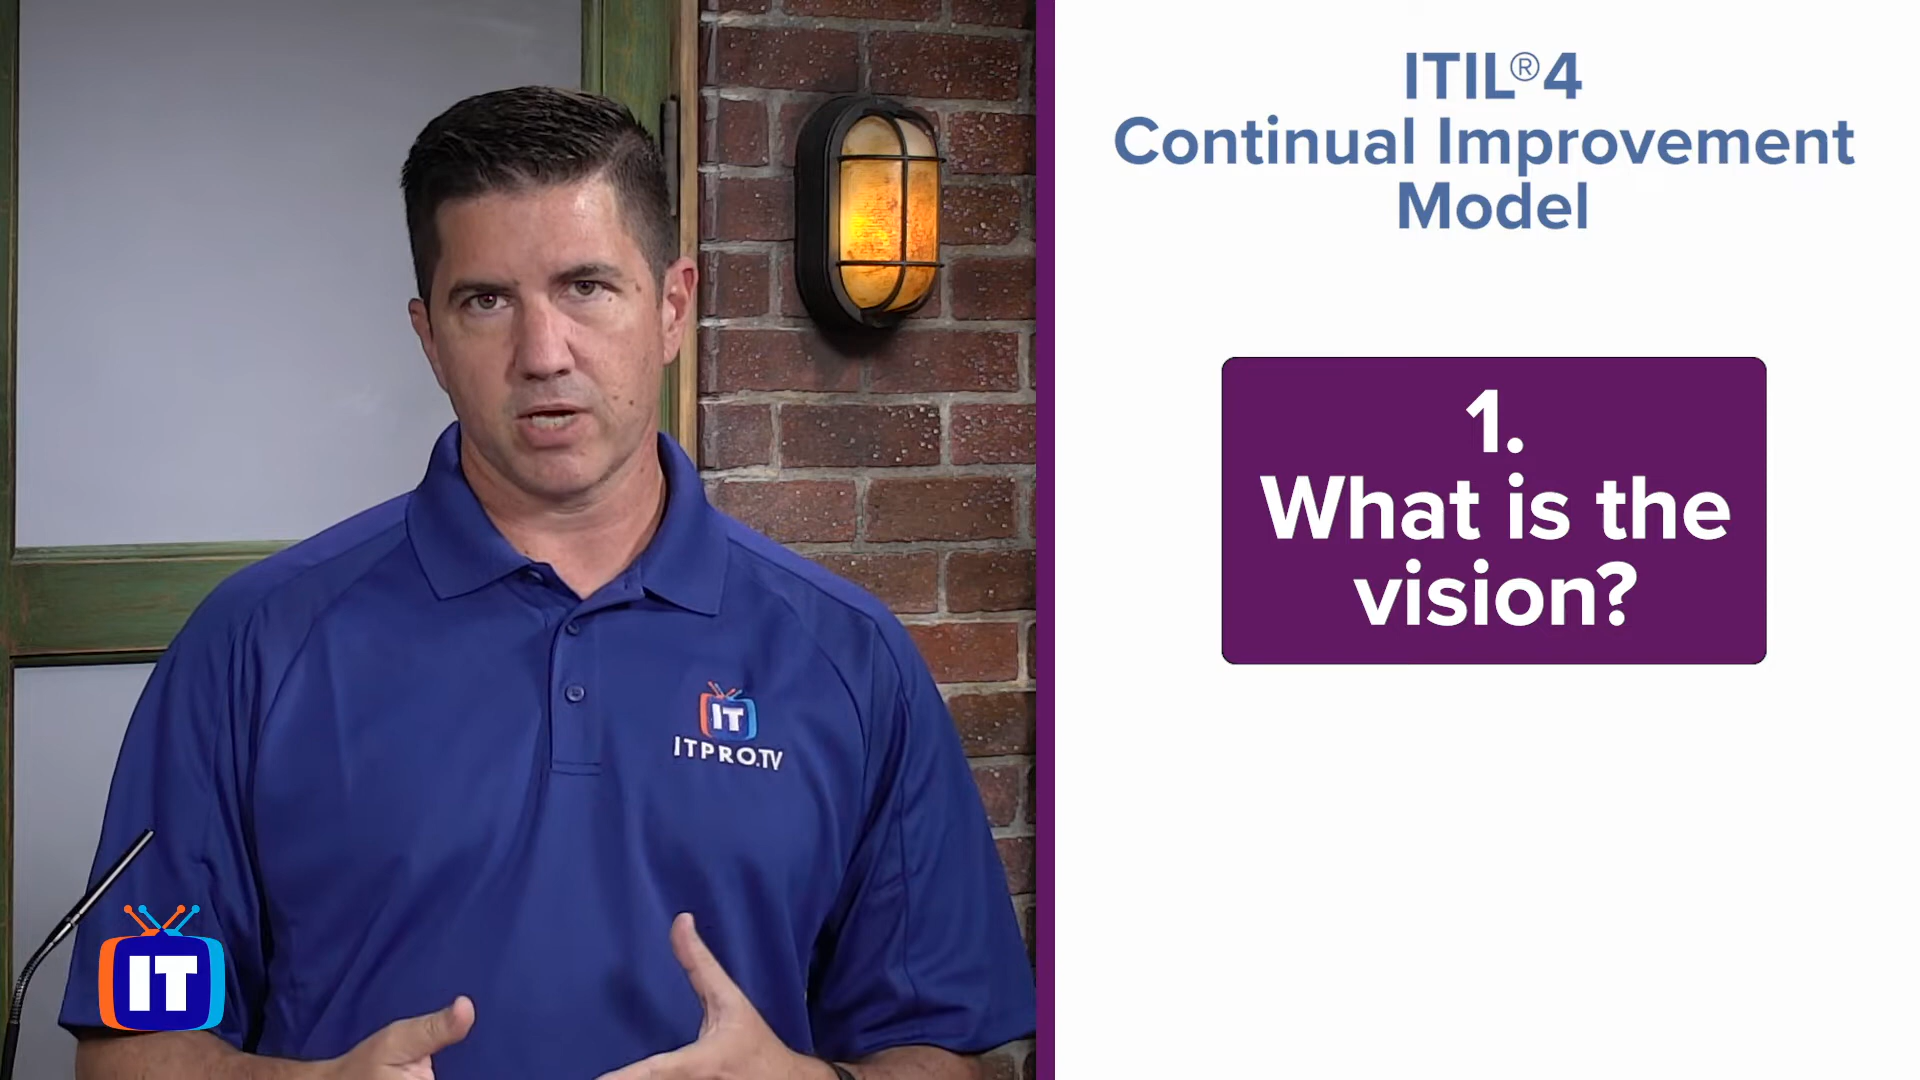 ITIL®4
Continual Improvement
Model
1.
What is the
vision?
IT
ITPRO.TV
IT